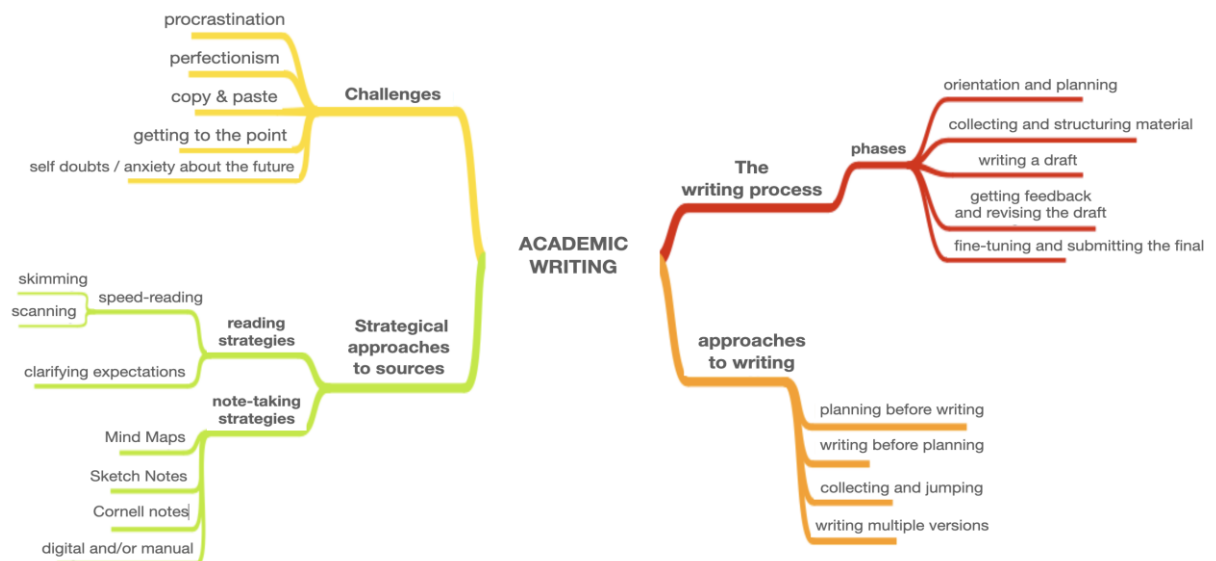 ACADEMIC
WRITING
Challenges
procrastination
perfectionism
copy & paste
getting to the point
self doubts / anxiety about the future
Strategical
approaches
to sources
reading
strategies
speed-reading
skimming
scanning
clarifying expectations
note-taking
strategies
Mind Maps
Sketch Notes
Cornell notes
digital and/or manual
The
writing process
phases
orientation and planning
collecting and structuring material
writing a draft
getting feedback
and revising the draft
fine-tuning and submitting the final
approaches
to writing
planning before writing
writing before planning
collecting and jumping
writing multiple versions